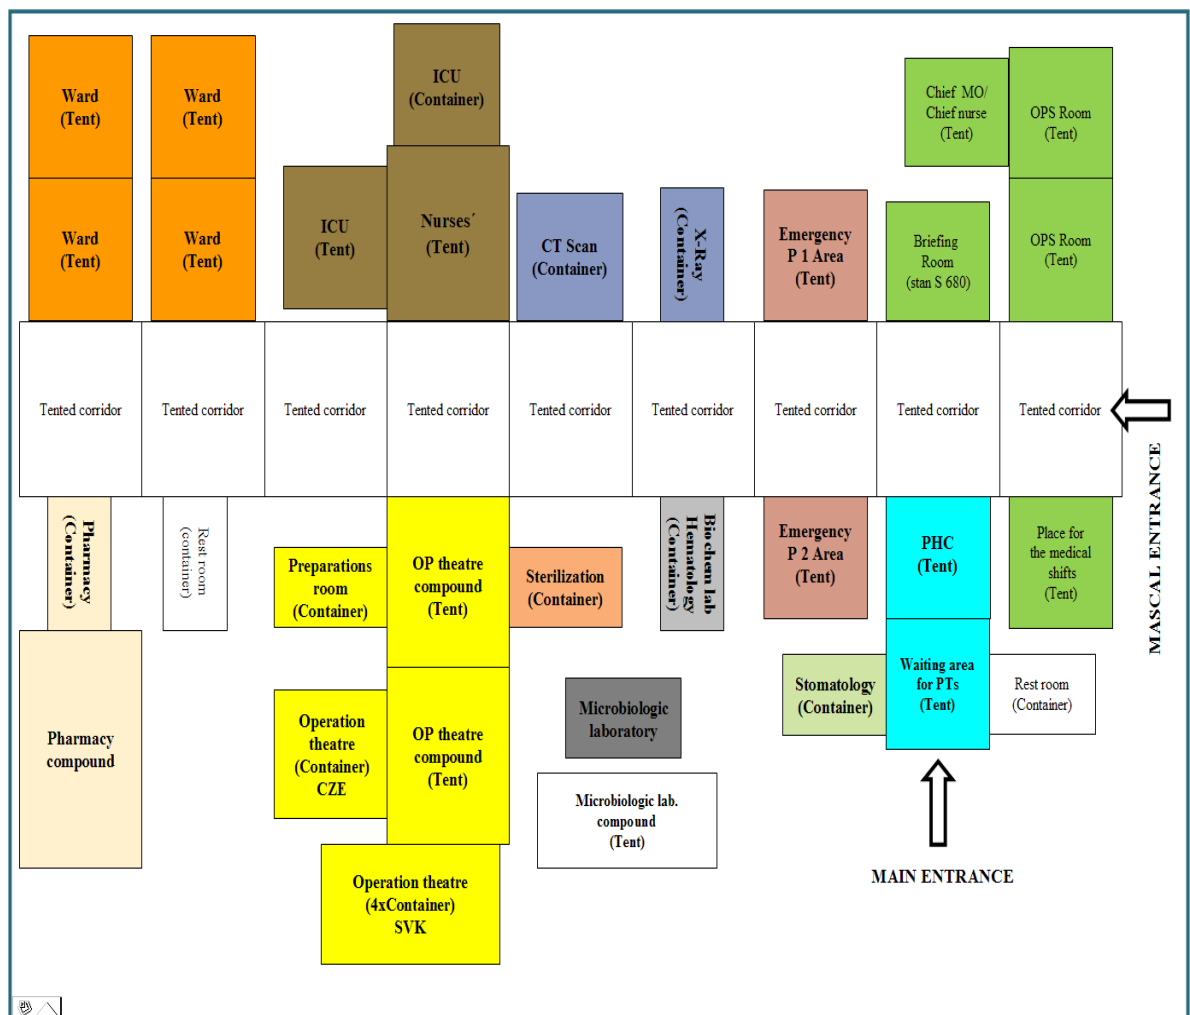 Ward
(Tent)
Ward
(Tent)
ICU
(Container)
Chief MO/
Chief nurse
(Tent)
OPS Room
(Tent)
Ward
(Tent)
Ward
(Tent)
ICU
(Tent)
Nurses´
(Tent)
CT Scan
(Container)
X-Ray
(Container)
Emergency
P 1 Area
(Tent)
Briefing
Room
(stan S 680)
OPS Room
(Tent)
Tented corridor
Tented corridor
Tented corridor
Tented corridor
Tented corridor
Tented corridor
Tented corridor
Tented corridor
Tented corridor
MASCAL ENTRANCE
Pharmacy
(Container)
Rest room
(container)
Preparations
room
(Container)
OP theatre
compound
(Tent)
Sterilization
(Container)
Biochem lab
Hematology
(Container)
Emergency
P 2 Area
(Tent)
PHC
(Tent)
Place for
the medical
shifts
(Tent)
Pharmacy
compound
Operation
theatre
(Container)
CZE
OP theatre
compound
(Tent)
Microbiologic
laboratory
Stomatology
(Container)
Waiting area
for PTs
(Tent)
Rest room
(Container)
Microbiologic lab.
compound
(Tent)
Operation theatre
(4xContainer)
SVK
MAIN ENTRANCE